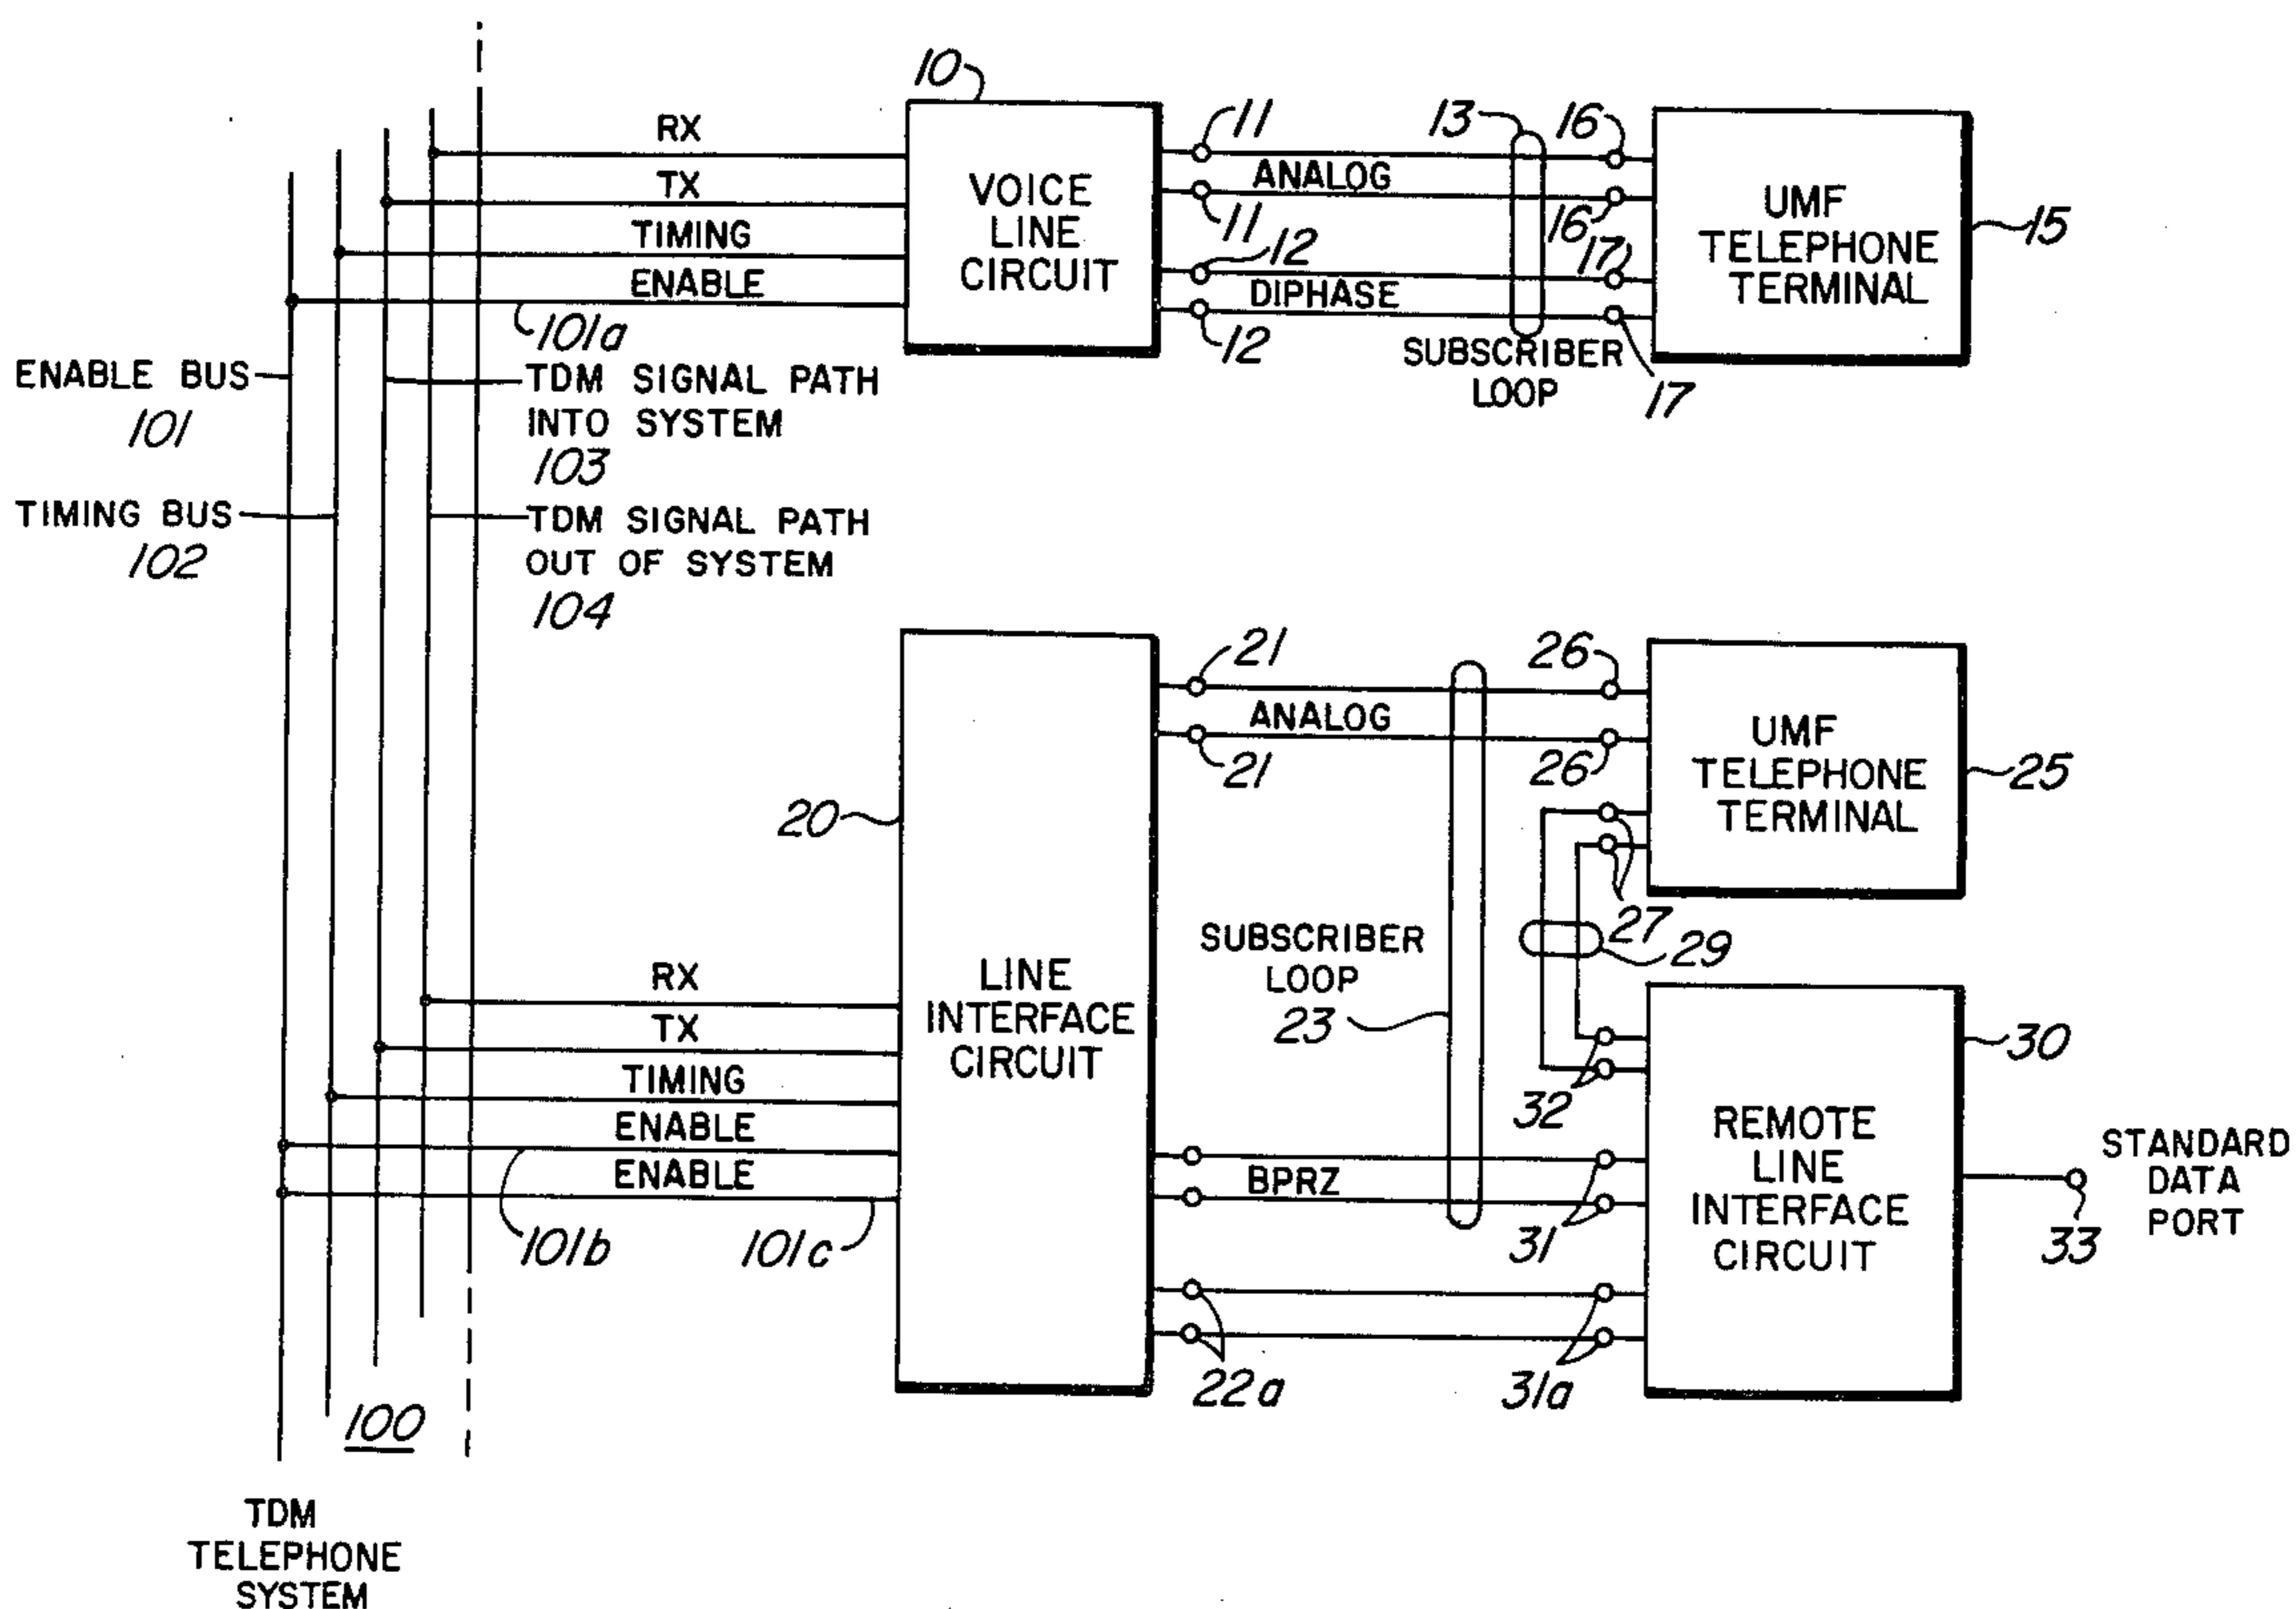 10
RX
TX
TIMING
ENABLE
101a
VOICE
LINE
CIRCUIT
11
11
12
12
ANALOG
DIPHASE
13
SUBSCRIBER
LOOP
16
16
17
17
UMF
TELEPHONE
TERMINAL
15
ENABLE BUS
101
TIMING BUS
102
TDM SIGNAL PATH
INTO SYSTEM
103
TDM SIGNAL PATH
OUT OF SYSTEM
104
20
RX
TX
TIMING
ENABLE
ENABLE
101b
101c
LINE
INTERFACE
CIRCUIT
21
21
ANALOG
SUBSCRIBER
LOOP
23
26
26
UMF
TELEPHONE
TERMINAL
25
27
29
32
BPRZ
31
22a
31a
REMOTE
LINE
INTERFACE
CIRCUIT
30
STANDARD
DATA
PORT
33
100
TDM
TELEPHONE
SYSTEM